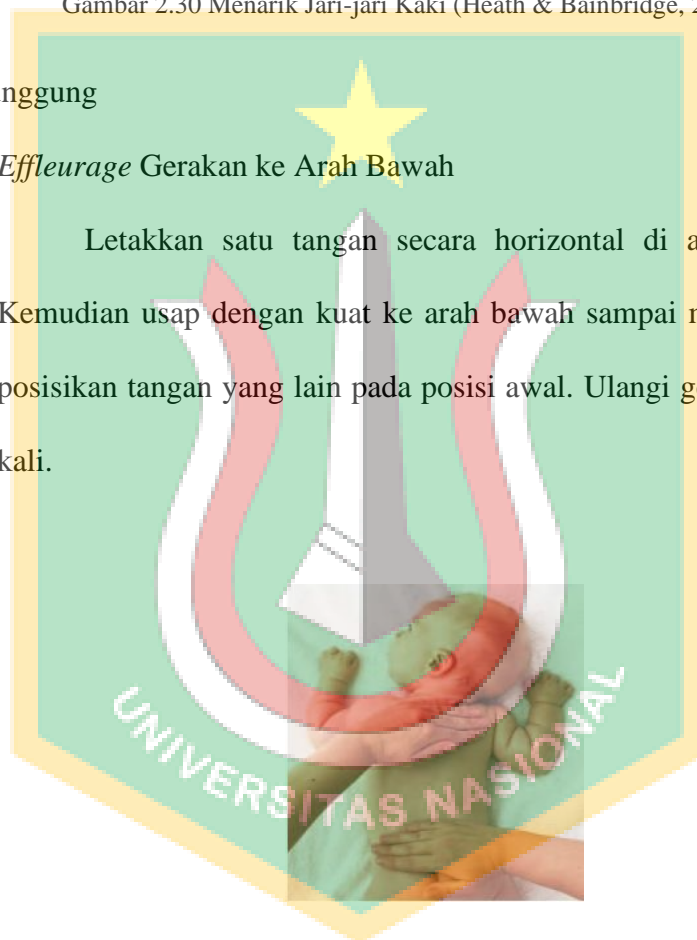 Gambar 2.30 Menarik Jari-jari Kaki (Heath & Bainbridge, 2
nggung
Effleurage Gerakan ke Arah Bawah
Letakkan satu tangan secara horizontal di a
Kemudian usap dengan kuat ke arah bawah sampai
posisikan tangan yang lain pada posisi awal. Ulangi g
kali.
UNIVERSITAS NASIONAL